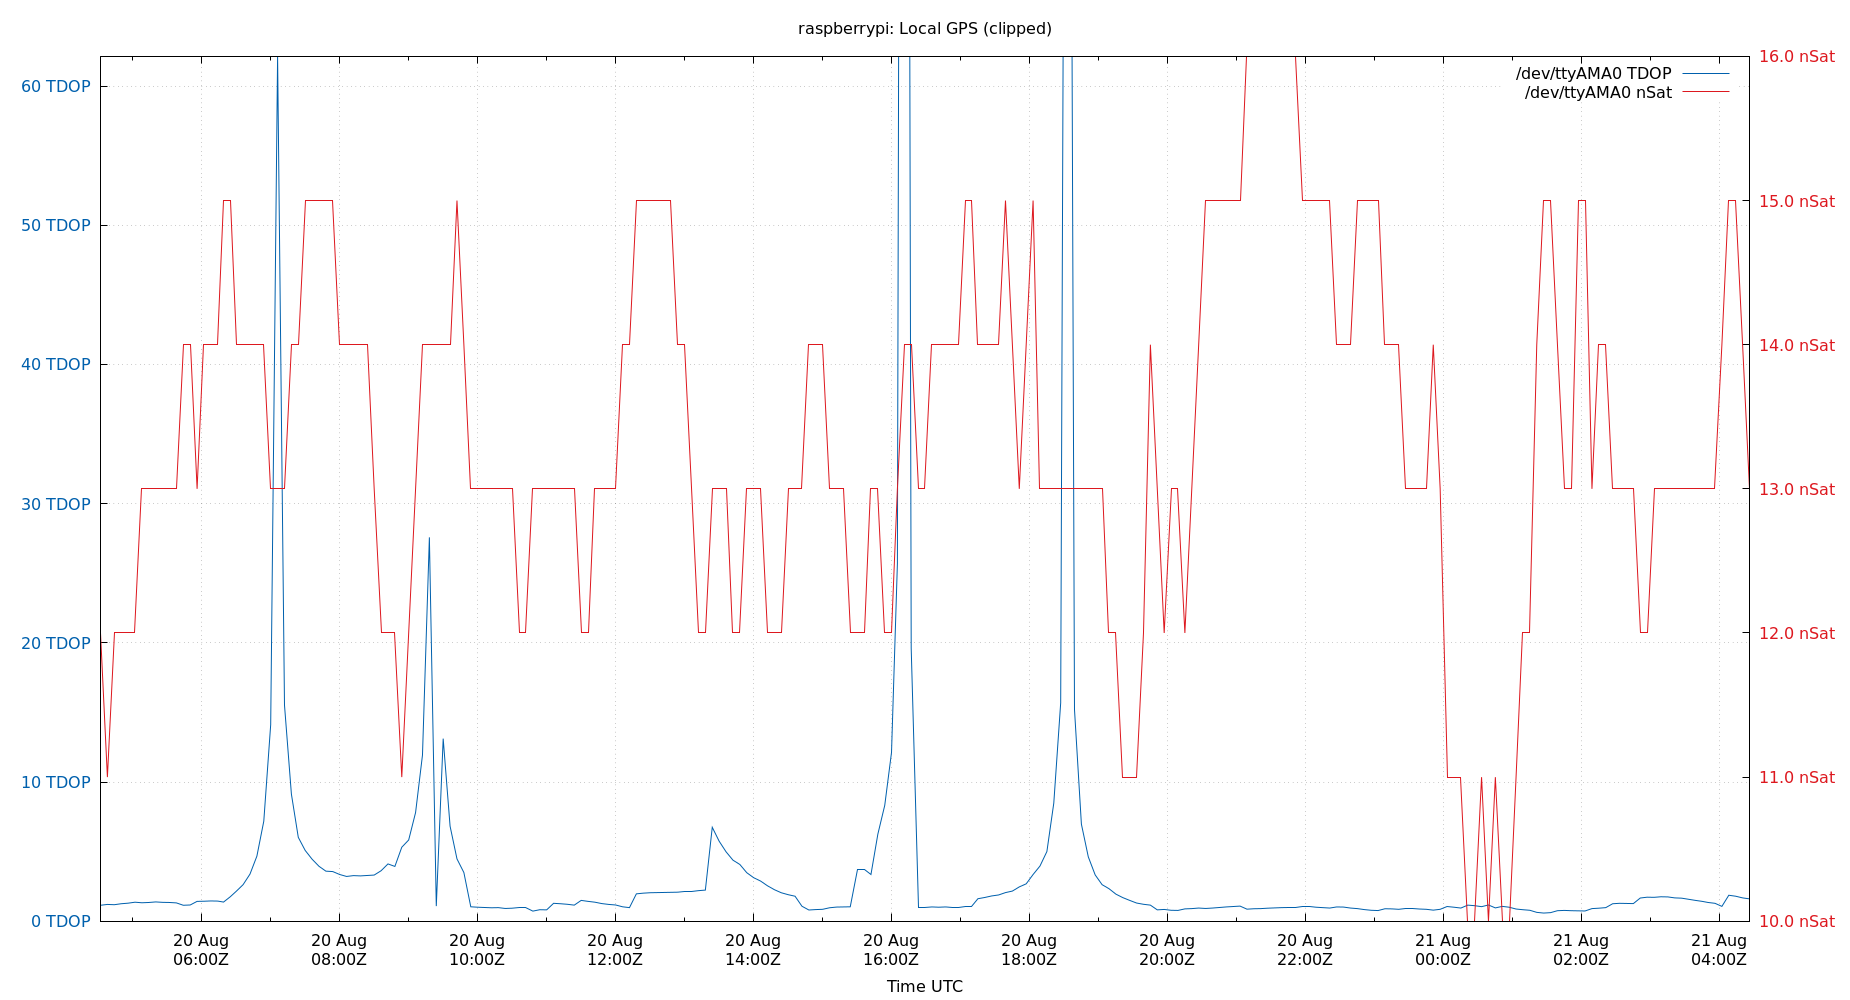 raspberrypi: Local GPS (clipped)
/dev/ttyAMA0 TDOP
/dev/ttyAMA0 nSat
60 TDOP
50 TDOP
40 TDOP
30 TDOP
20 TDOP
10 TDOP
0 TDOP
16.0 nSat
15.0 nSat
14.0 nSat
13.0 nSat
12.0 nSat
11.0 nSat
10.0 nSat
20 Aug
06:00Z
20 Aug
08:00Z
20 Aug
10:00Z
20 Aug
12:00Z
20 Aug
14:00Z
20 Aug
16:00Z
20 Aug
18:00Z
20 Aug
20:00Z
20 Aug
22:00Z
21 Aug
00:00Z
21 Aug
02:00Z
21 Aug
04:00Z
Time UTC